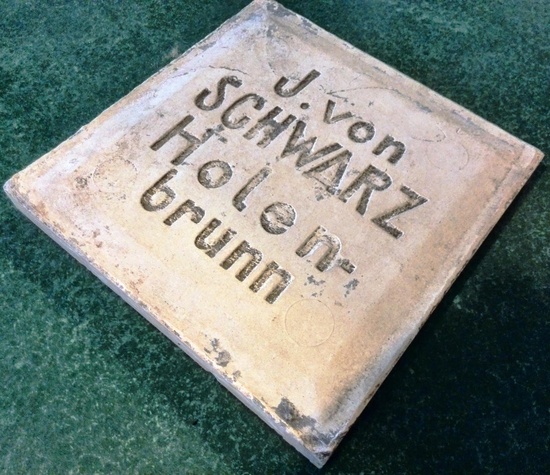 J. von
SCHWARZ
Holen-
brunn